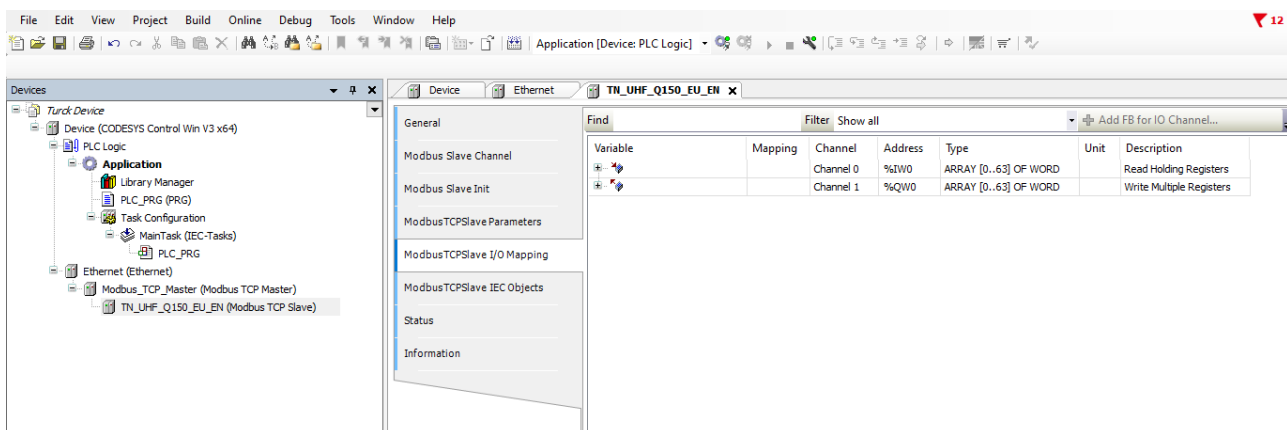 File Edit View Project Build Online Debug Tools Window Help 12
Application [Device: PLC Logic]
Devices
Turck Device
Device (CODESYS Control Win V3 x64)
PLC Logic
Application
Library Manager
PLC_PRG (PRG)
Task Configuration
MainTask (IEC-Tasks)
PLC_PRG
Ethernet (Ethernet)
Modbus_TCP_Master (Modbus TCP Master)
TN_UHF_Q150_EU_EN (Modbus TCP Slave)
Device Ethernet TN_UHF_Q150_EU_EN
General
Modbus Slave Channel
Modbus Slave Init
ModbusTCPSlave Parameters
ModbusTCPSlave I/O Mapping
ModbusTCPSlave IEC Objects
Status
Information
Find Filter Show all Add FB for IO Channel...
Variable Mapping Channel Address Type Unit Description
Channel 0 %IW0 ARRAY [0..63] OF WORD Read Holding Registers
Channel 1 %QW0 ARRAY [0..63] OF WORD Write Multiple Registers